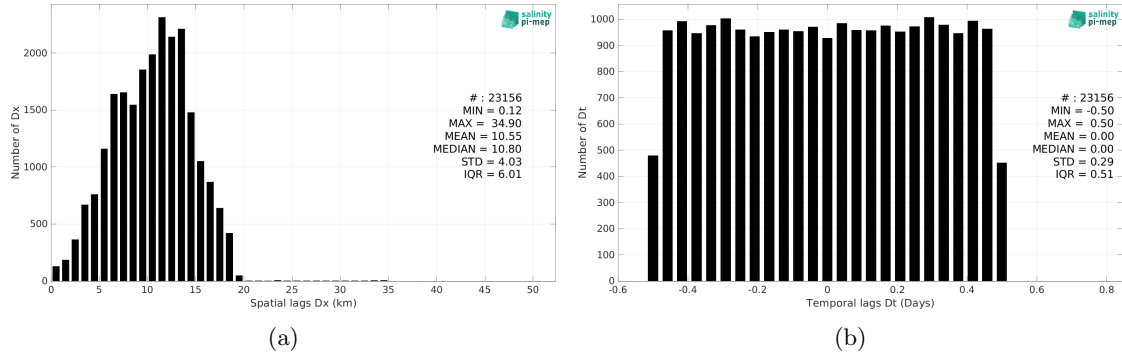 salinity
pi-mep
2000
1500
1000
500
0
Number of Dx
# : 23156
MIN = 0.12
MAX = 34.90
MEAN = 10.55
MEDIAN = 10.80
STD = 4.03
IQR = 6.01
0 5 10 15 20 25 30 35 40 45 50
Spatial lags Dx (km)
(a)
salinity
pi-mep
1000
900
800
700
600
500
400
300
200
100
0
Number of Dt
# : 23156
MIN = -0.50
MAX = 0.50
MEAN = 0.00
MEDIAN = 0.00
STD = 0.29
IQR = 0.51
-0.6 -0.4 -0.2 0 0.2 0.4 0.6 0.8
Temporal lags Dt (Days)
(b)